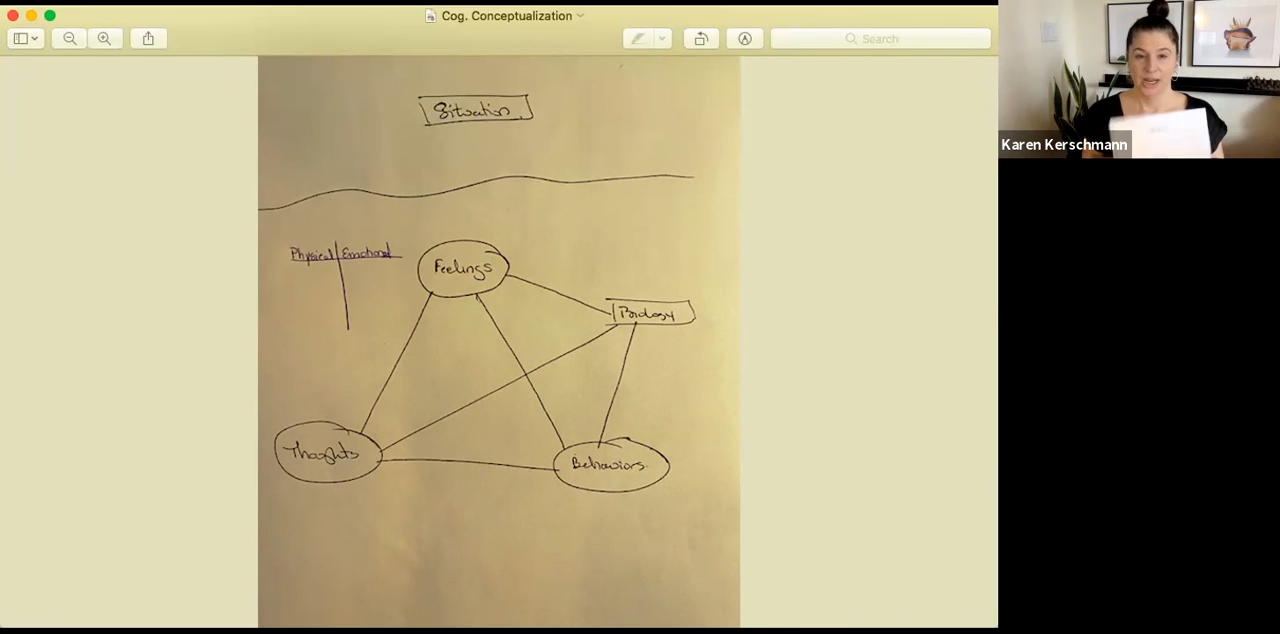 Cog. Conceptualization
Search
Karen Kerschmann
Situation
Physical Emotional
Feelings
Biology
Thoughts
Behaviors